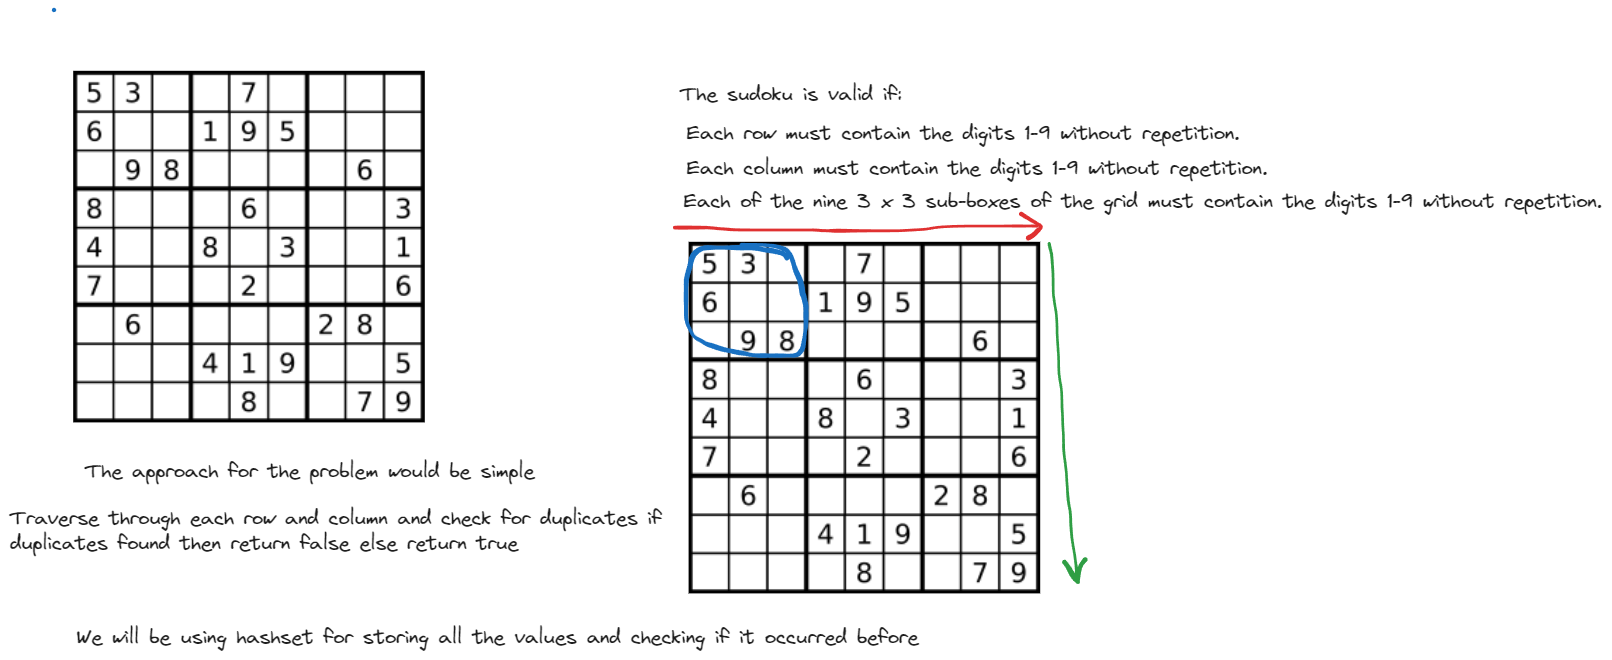 5 3 7
6 1 9 5
9 8 6
8 6 3
4 8 3 1
7 2 6
6 2 8
4 1 9 5
8 7 9
The approach for the problem would be simple
Traverse through each row and column and check for duplicates if
duplicates found then return false else return true
We will be using hashset for storing all the values and checking if it occurred before
The sudoku is valid if:
Each row must contain the digits 1-9 without repetition.
Each column must contain the digits 1-9 without repetition.
Each of the nine 3 x 3 sub-boxes of the grid must contain the digits 1-9 without repetition.
5 3 7
6 1 9 5
9 8 6
8 6 3
4 8 3 1
7 2 6
6 2 8
4 1 9 5
8 7 9